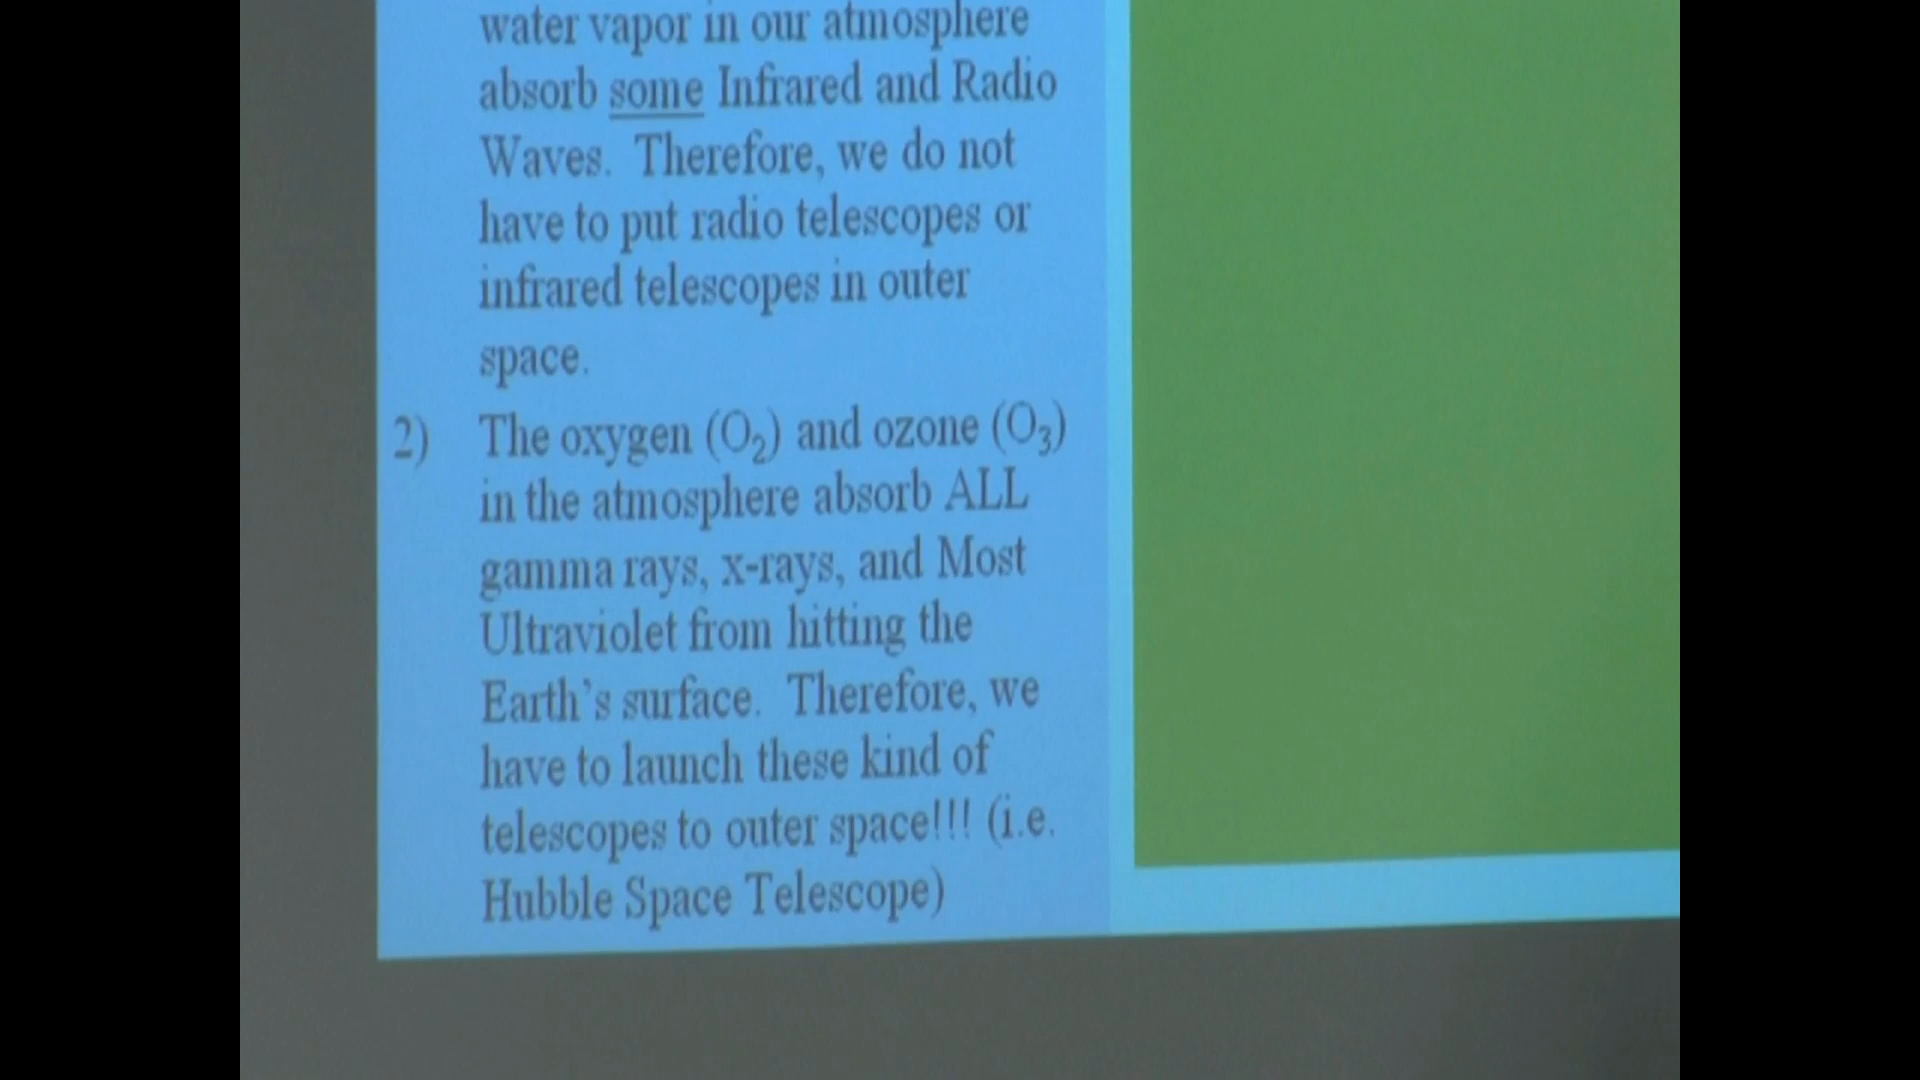 water vapor in our atmosphere
absorb some Infrared and Radio
Waves. Therefore, we do not
have to put radio telescopes or
infrared telescopes in outer
space.
2) The oxygen (O₂) and ozone (O₃)
in the atmosphere absorb ALL
gamma rays, x-rays, and Most
Ultraviolet from hitting the
Earth's surface. Therefore, we
have to launch these kind of
telescopes to outer space!!! (i.e.
Hubble Space Telescope)